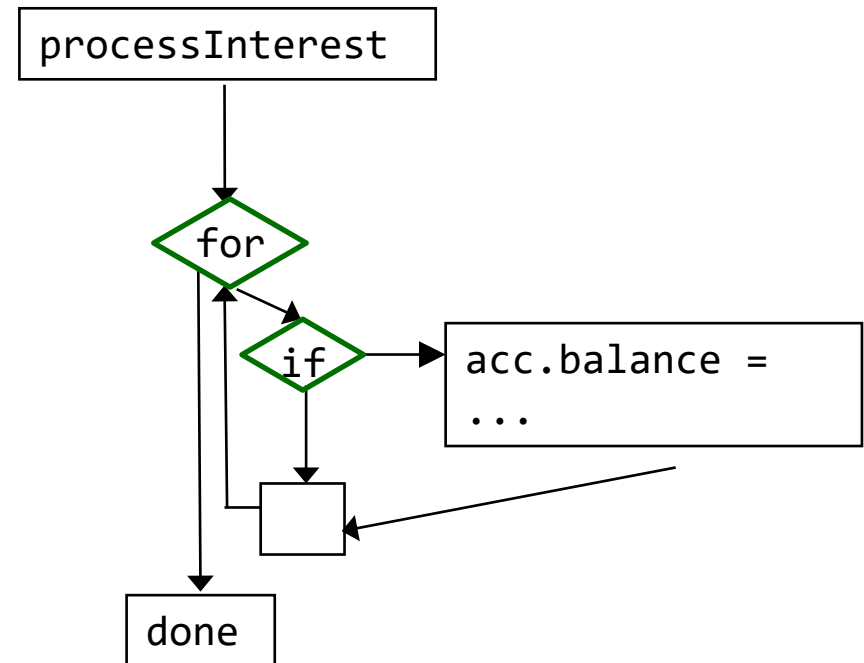 processInterest
for
if
acc.balance =
...
done